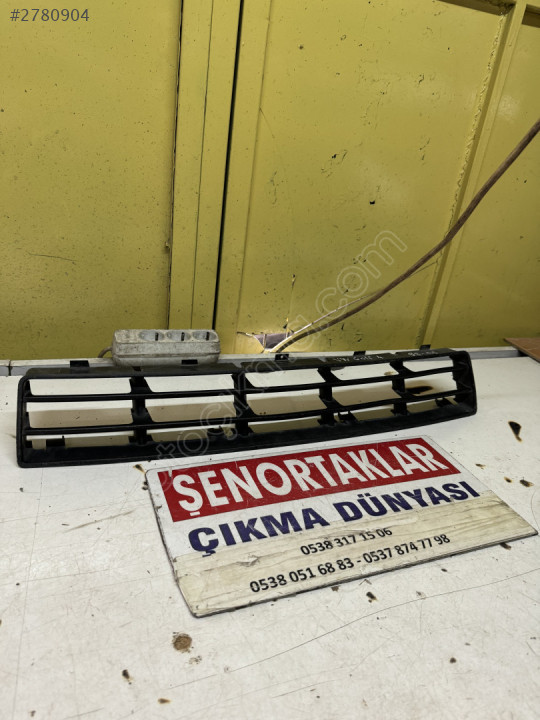 #2780904
ŞENORTAKLAR
ÇIKMA DÜNYASI
0538 317 15 06
0538 051 68 83 - 0537 874 77 98